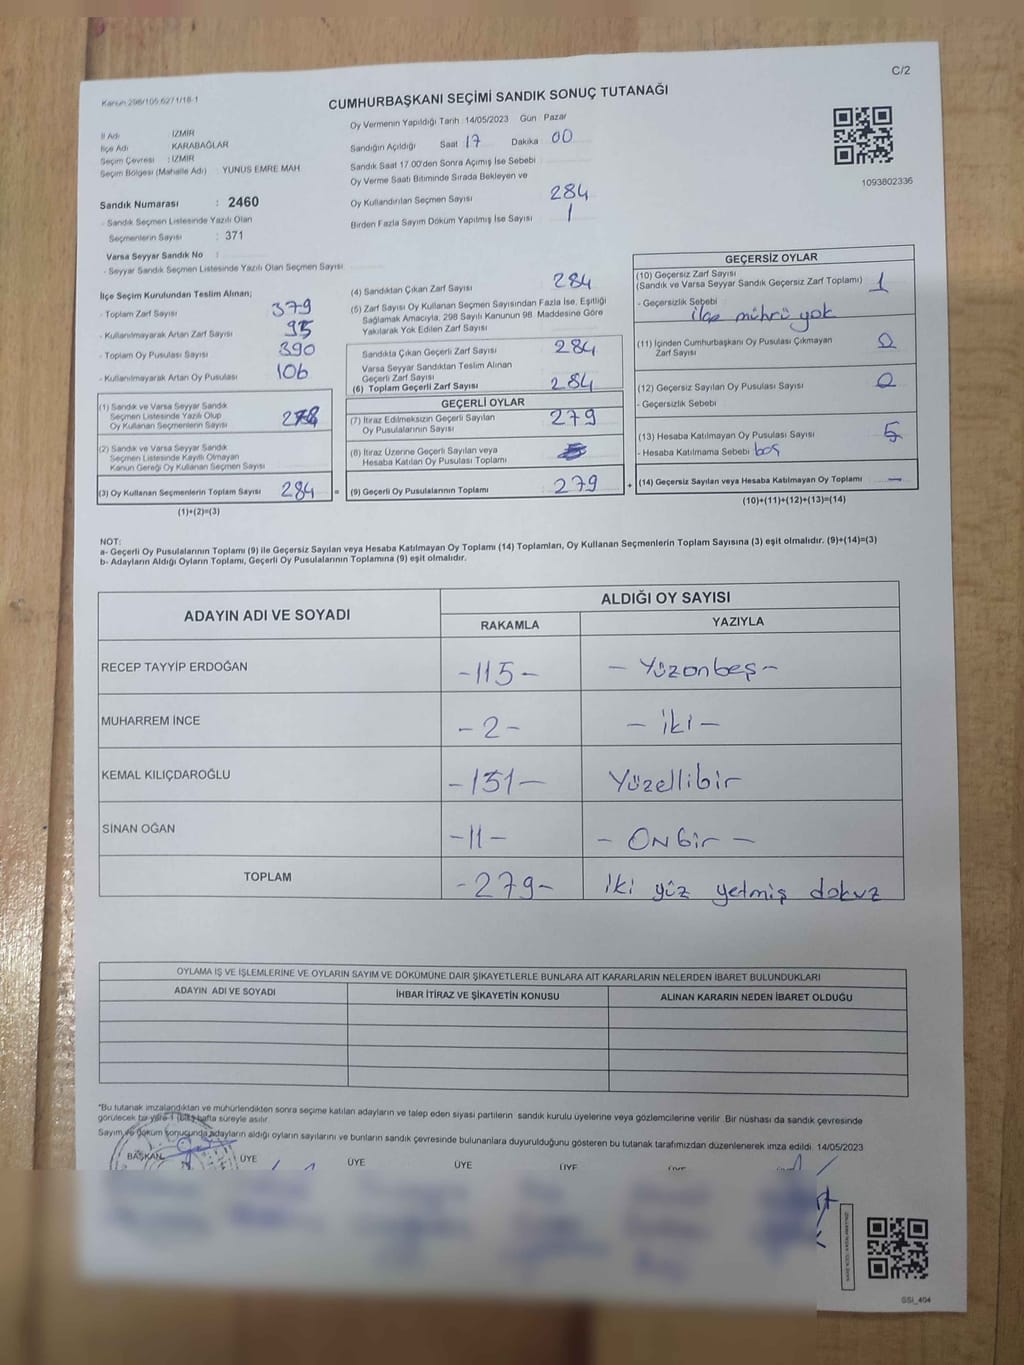 C/2
Kanun 298/105.6271/18-1
CUMHURBAŞKANI SEÇİMİ SANDIK SONUÇ TUTANAĞI
İl Adı : İZMİR
İlçe Adı : KARABAĞLAR
Seçim Çevresi : İZMİR
Seçim Bölgesi (Mahalle Adı) : YUNUS EMRE MAH
Sandık Numarası : 2460
- Sandık Seçmen Listesinde Yazılı Olan
Seçmenlerin Sayısı : 371
Varsa Seyyar Sandık No :
- Seyyar Sandık Seçmen Listesinde Yazılı Olan Seçmen Sayısı
Oy Vermenin Yapıldığı Tarih 14/05/2023 Gün Pazar
Sandığın Açıldığı Saat 17 Dakika 00
Sandık Saat 17.00'den Sonra Açımış İse Sebebi
Oy Verme Saati Bitiminde Sırada Bekleyen ve
Oy Kullandırılan Seçmen Sayısı 284
Birden Fazla Sayım Döküm Yapılmış İse Sayısı 1
1093802336
İlçe Seçim Kurulundan Teslim Alınan;
- Toplam Zarf Sayısı 379
- Kullanılmayarak Artan Zarf Sayısı 95
- Toplam Oy Pusulası Sayısı 390
- Kullanılmayarak Artan Oy Pusulası 106
(1) Sandık ve Varsa Seyyar Sandık
Seçmen Listesinde Yazılı Olup
Oy Kullanan Seçmenlerin Sayısı
(2) Sandık ve Varsa Seyyar Sandık
Seçmen Listesinde Kayıtlı Olmayan
Kanun Gereği Oy Kullanan Seçmen Sayısı
(3) Oy Kullanan Seçmenlerin Toplam Sayısı 284 =
(1)+(2)=(3)
(4) Sandıktan Çıkan Zarf Sayısı 284
(5) Zarf Sayısı Oy Kullanan Seçmen Sayısından Fazla İse, Eşitliği
Sağlamak Amacıyla, 298 Sayılı Kanunun 98. Maddesine Göre
Yakılarak Yok Edilen Zarf Sayısı
Sandıkta Çıkan Geçerli Zarf Sayısı 284
Varsa Seyyar Sandıktan Teslim Alınan
Geçerli Zarf Sayısı
(6) Toplam Geçerli Zarf Sayısı 284
GEÇERLİ OYLAR
(7) İtiraz Edilmeksizin Geçerli Sayılan
Oy Pusulalarının Sayısı 279
(8) İtiraz Üzerine Geçerli Sayılan veya
Hesaba Katılan Oy Pusulası Toplamı
(9) Geçerli Oy Pusulalarının Toplamı 279 +
GEÇERSİZ OYLAR
(10) Geçersiz Zarf Sayısı
(Sandık ve Varsa Seyyar Sandık Geçersiz Zarf Toplamı) 1
- Geçersizlik Sebebi
ilçe mührü yok
(11) İçinden Cumhurbaşkanı Oy Pusulası Çıkmayan
Zarf Sayısı 0
(12) Geçersiz Sayılan Oy Pusulası Sayısı 0
- Geçersizlik Sebebi
(13) Hesaba Katılmayan Oy Pusulası Sayısı 5
- Hesaba Katılmama Sebebi boş
(14) Geçersiz Sayılan veya Hesaba Katılmayan Oy Toplamı —
(10)+(11)+(12)+(13)=(14)
NOT:
a- Geçerli Oy Pusulalarının Toplamı (9) ile Geçersiz Sayılan veya Hesaba Katılmayan Oy Toplamı (14) Toplamları, Oy Kullanan Seçmenlerin Toplam Sayısına (3) eşit olmalıdır. (9)+(14)=(3)
b- Adayların Aldığı Oyların Toplamı, Geçerli Oy Pusulalarının Toplamına (9) eşit olmalıdır.
ADAYIN ADI VE SOYADI ALDIĞI OY SAYISI
RAKAMLA YAZIYLA
RECEP TAYYİP ERDOĞAN -115- - Yüzonbeş -
MUHARREM İNCE -2- - iki -
KEMAL KILIÇDAROĞLU -151- Yüzellibir
SİNAN OĞAN -11- - Onbir -
TOPLAM -279- iki yüz yetmiş dokuz
OYLAMA İŞ VE İŞLEMLERİNE VE OYLARIN SAYIM VE DÖKÜMÜNE DAİR ŞİKAYETLERLE BUNLARA AİT KARARLARIN NELERDEN İBARET BULUNDUKLARI
ADAYIN ADI VE SOYADI İHBAR İTİRAZ VE ŞİKAYETİN KONUSU ALINAN KARARIN NEDEN İBARET OLDUĞU
*Bu tutanak imzalandıktan ve mühürlendikten sonra seçime katılan adayların ve talep eden siyasi partilerin sandık kurulu üyelerine veya gözlemcilerine verilir. Bir nüshası da sandık çevresinde
görülecek bir yere 1 (bir) hafta süreyle asılır.
Sayım ve döküm sonucunda adayların aldığı oyların sayılarını ve bunların sandık çevresinde bulunanlara duyurulduğunu gösteren bu tutanak tarafımızdan düzenlenerek imza edildi. 14/05/2023
BAŞKAN ÜYE ÜYE ÜYE ÜYE ÜYE
SSI_404